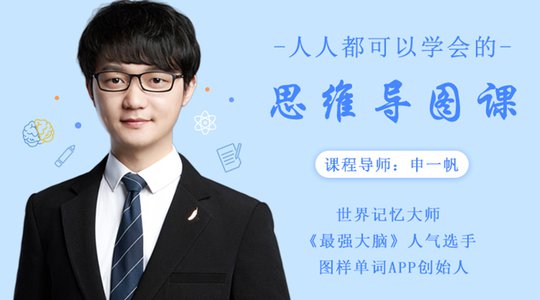 -人人都可以学会的-
思维导图课
课程导师：申一帆
世界记忆大师
《最强大脑》人气选手
图样单词APP创始人